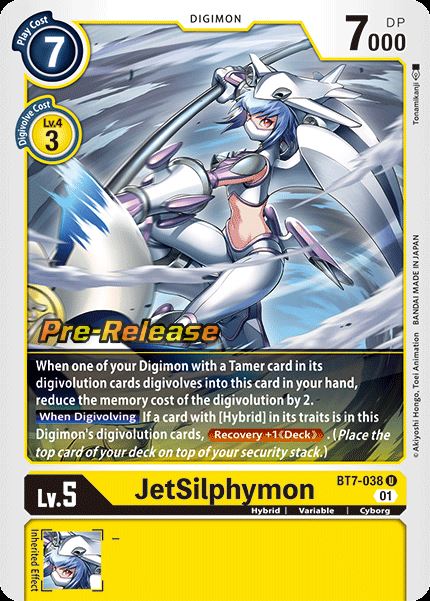 DIGIMON
Play Cost
7
7000
DP
Digivolve Cost
Lv.4
3
Tonamikanji
BANDAI MADE IN JAPAN
© Akiyoshi Hongo, Toei Animation
Pre-Release
When one of your Digimon with a Tamer card in its
digivolution cards digivolves into this card in your hand,
reduce the memory cost of the digivolution by 2.
When Digivolving If a card with [Hybrid] in its traits is in this
Digimon's digivolution cards, Recovery +1《Deck》. (Place the
top card of your deck on top of your security stack.)
Lv.5
JetSilphymon
BT7-038 U
01
Hybrid | Variable | Cyborg
Inherited Effect
–